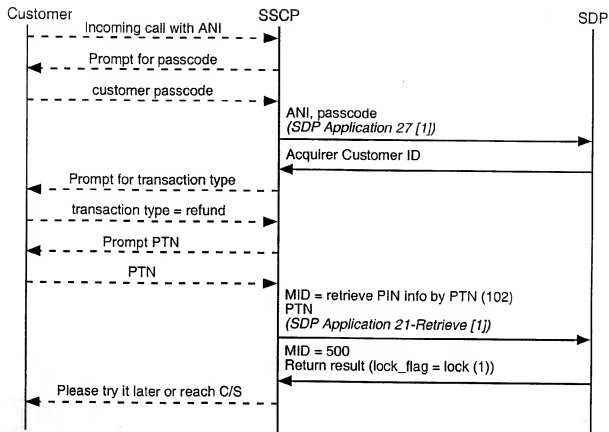 Customer SSCP SDP
Incoming call with ANI
Prompt for passcode
customer passcode
ANI, passcode
(SDP Application 27 [1])
Acquirer Customer ID
Prompt for transaction type
transaction type = refund
Prompt PTN
PTN
MID = retrieve PIN info by PTN (102)
PTN
(SDP Application 21-Retrieve [1])
MID = 500
Return result (lock_flag = lock (1))
Please try it later or reach C/S